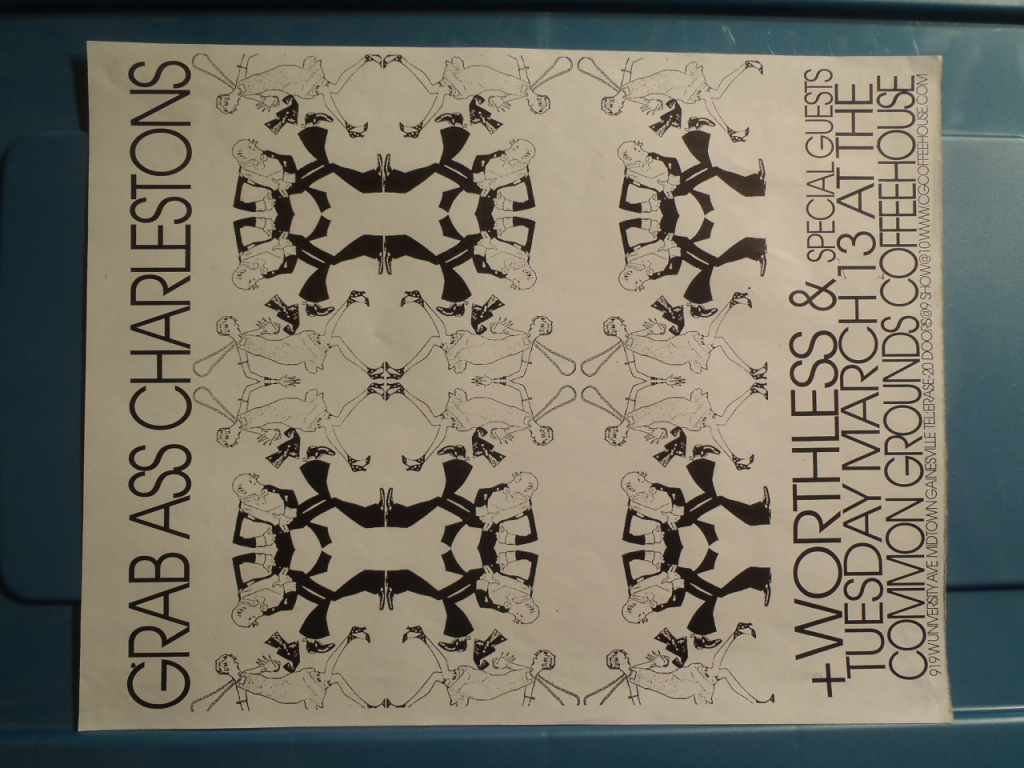 GRAB ASS CHARLESTONS
+WORTHLESS & SPECIAL GUESTS
TUESDAY MARCH 13 AT THE
COMMON GROUNDS COFFEEHOUSE
919 W UNIVERSITY AVE MIDTOWN GAINESVILLE TEL.ERASE-20 DOORS@9 SHOW@10 WWW.CGCOFFEEHOUSE.COM